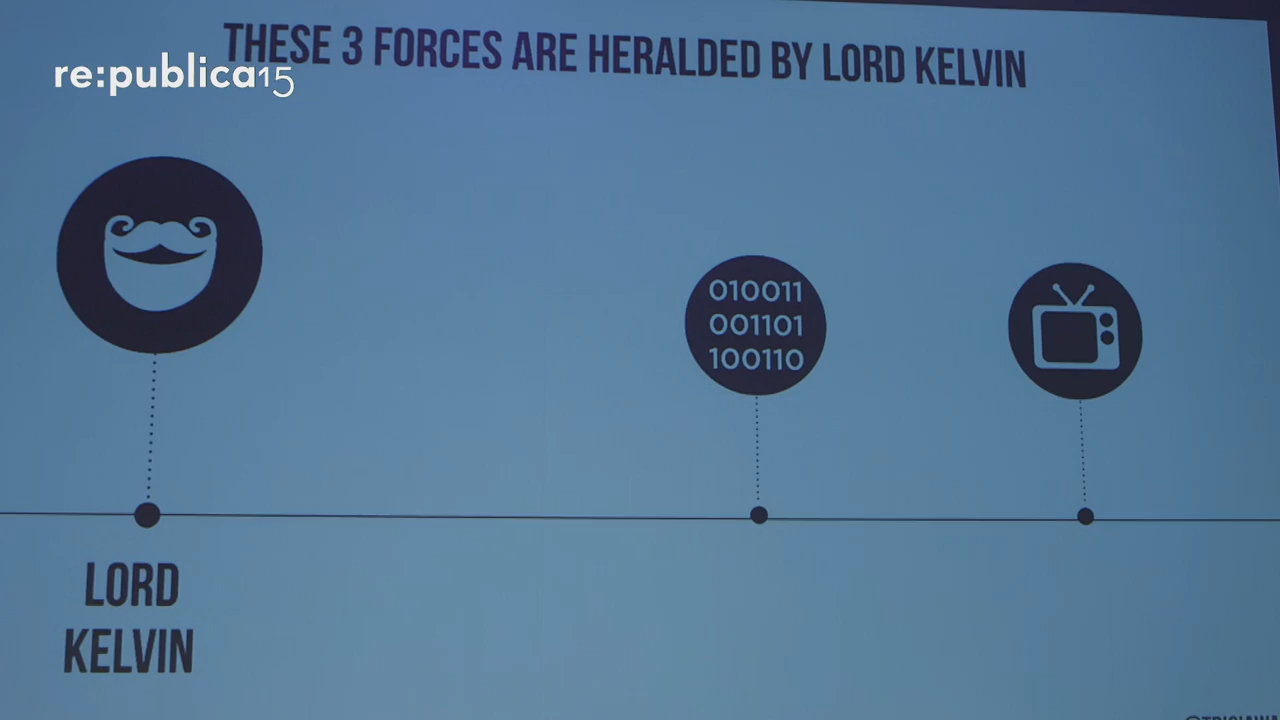 THESE 3 FORCES ARE HERALDED BY LORD KELVIN
re:publica15
010011
001101
100110
LORD
KELVIN